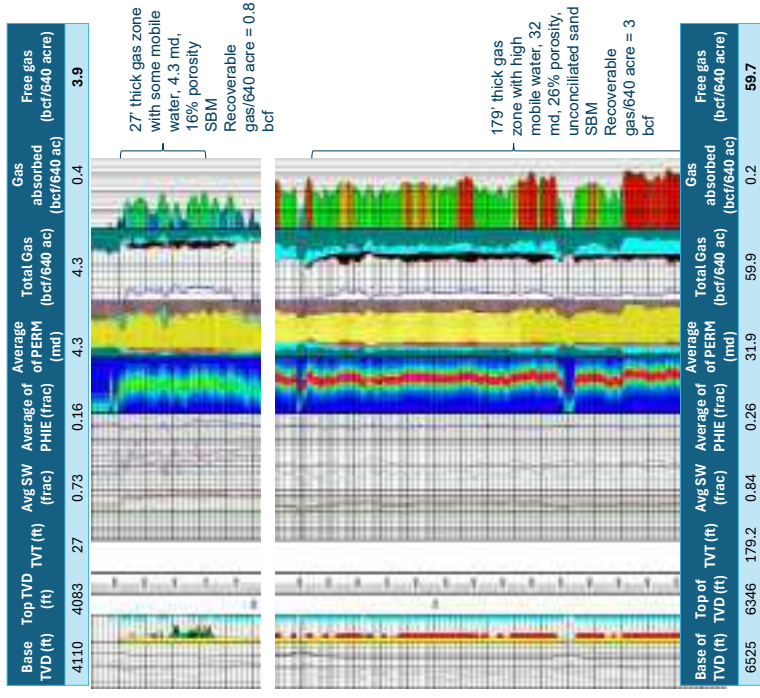 Base TVD (ft)
Top TVD (ft)
TVT (ft)
Avg SW (frac)
Average of PHIE (frac)
Average of PERM (md)
Total Gas (bcf/640 ac)
Gas absorbed (bcf/640 ac)
Free gas (bcf/640 acre)
4110
4083
27
0.73
0.16
4.3
4.3
0.4
3.9
27' thick gas zone
with some mobile
water, 4.3 md,
16% porosity
SBM
Recoverable
gas/640 acre = 0.8
bcf
179' thick gas
zone with high
mobile water, 32
md, 26% porosity,
unconciliated sand
SBM
Recoverable
gas/640 acre = 3
bcf
Base of TVD (ft)
Top of TVD (ft)
TVT (ft)
Avg SW (frac)
Average of PHIE (frac)
Average of PERM (md)
Total Gas (bcf/640 ac)
Gas absorbed (bcf/640 ac)
Free gas (bcf/640 acre)
6525
6346
179.2
0.84
0.26
31.9
59.9
0.2
59.7